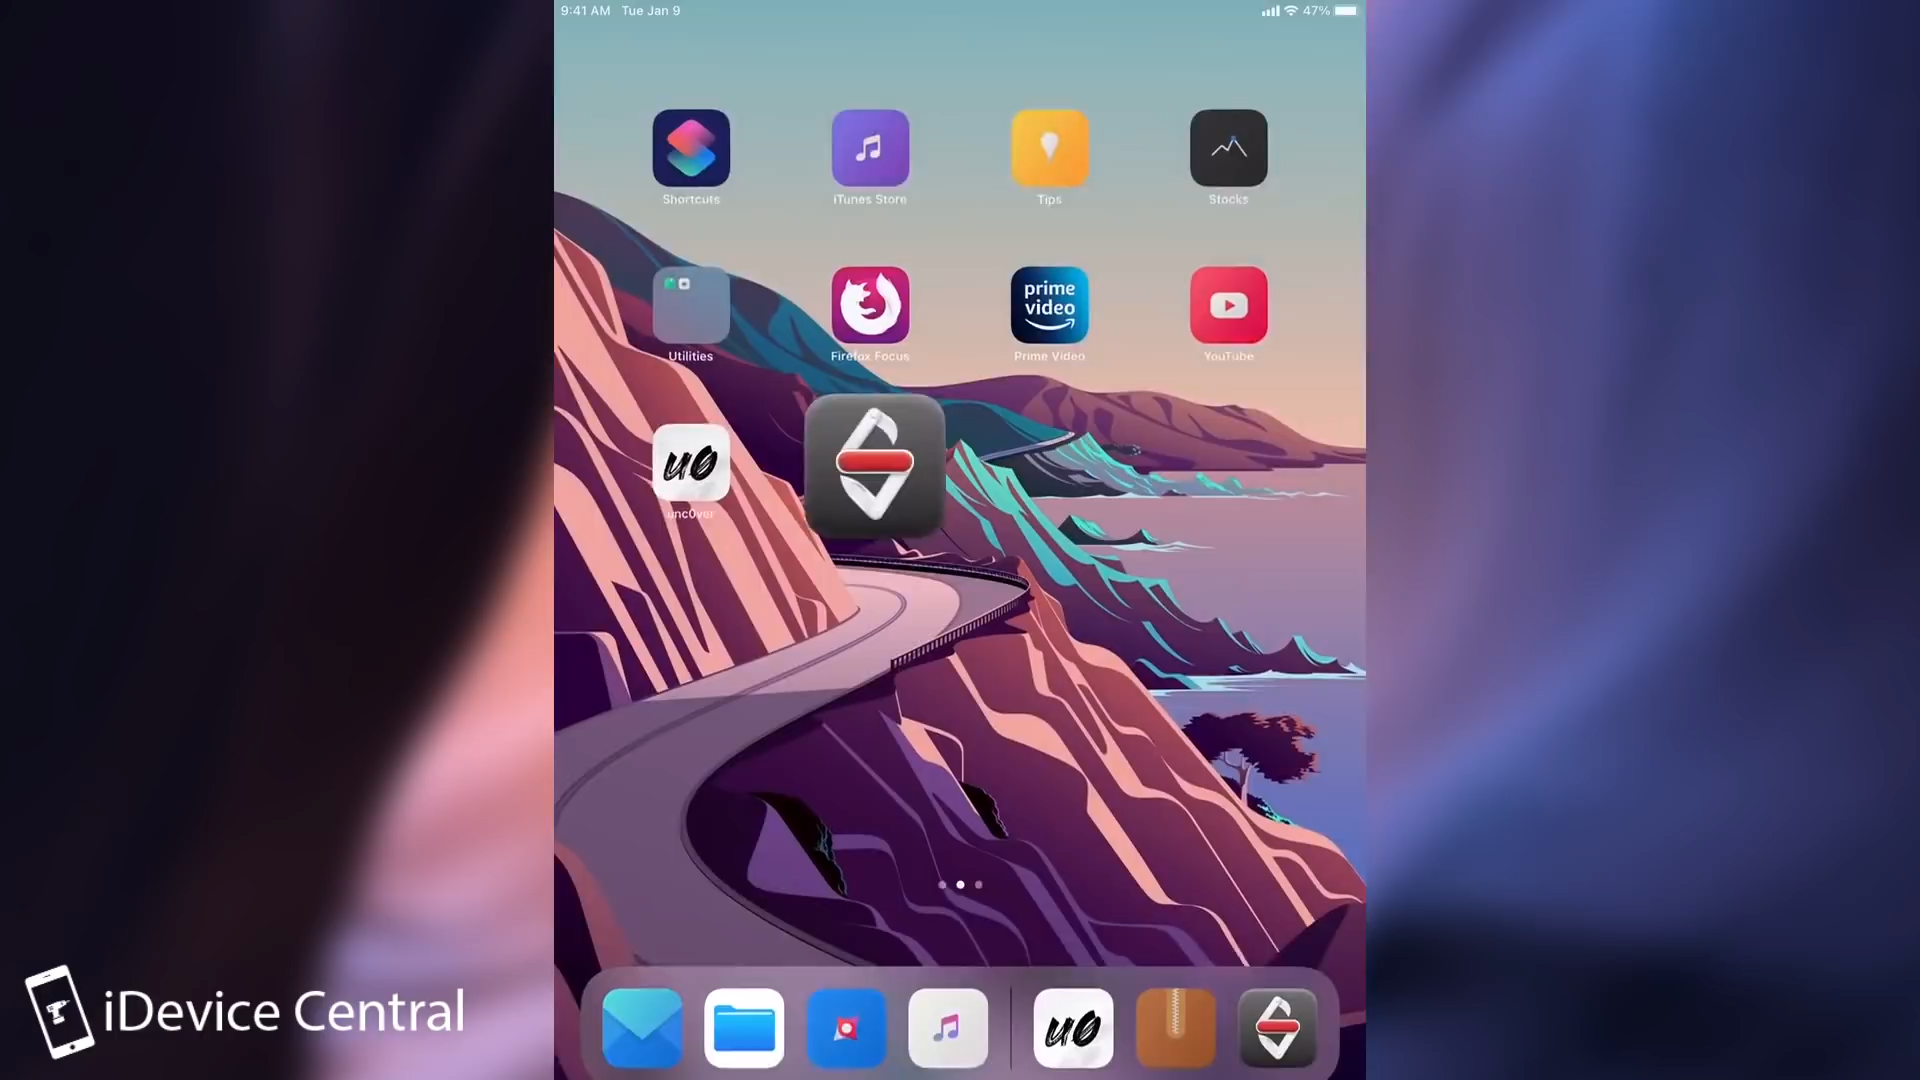 9:41 AM Tue Jan 9
47%
Shortcuts
iTunes Store
Tips
Stocks
Utilities
Firefox Focus
prime
video
Prime Video
YouTube
u0
unc0ver
u0
iDevice Central